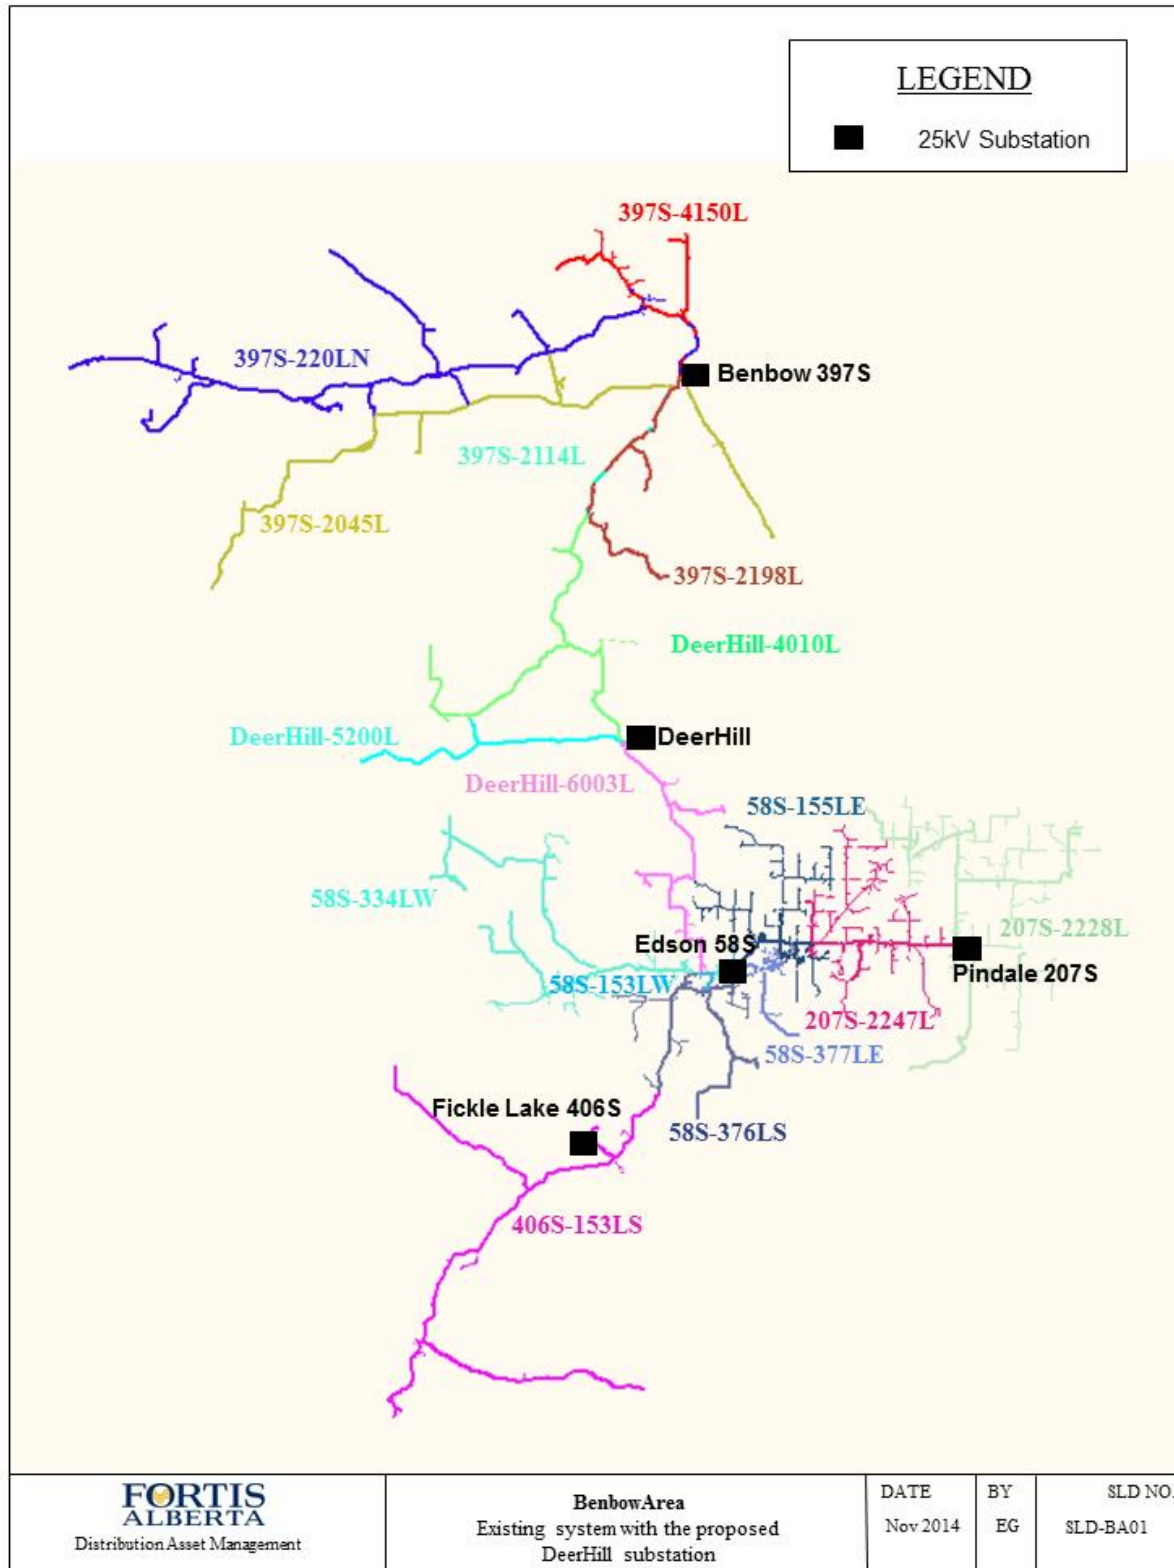 LEGEND
25kV Substation
397S-4150L
397S-220LN
Benbow 397S
397S-2114L
397S-2045L
397S-2198L
DeerHill-4010L
DeerHill-5200L
DeerHill
DeerHill-6003L
58S-155LE
58S-334LW
207S-2228L
Edson 58S
Pindale 207S
58S-153LW
207S-2247L
58S-377LE
Fickle Lake 406S
58S-376LS
406S-153LS
FORTIS
ALBERTA
Distribution Asset Management
BenbowArea
Existing system with the proposed
DeerHill substation
DATE
Nov 2014
BY
EG
SLD NO.
SLD-BA01